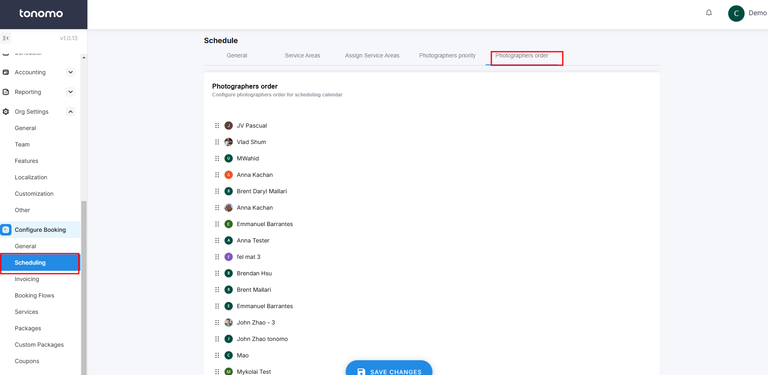 tonomo
Demo
v1.0.13
Schedule
General
Service Areas
Assign Service Areas
Photographers priority
Photographers order
Accounting
Reporting
Org Settings
General
Team
Features
Localization
Customization
Other
Configure Booking
General
Scheduling
Invoicing
Booking Flows
Services
Packages
Custom Packages
Coupons
Photographers order
Configure photographers order for scheduling calendar
JV Pascual
Vlad Shum
MWahid
Anna Kachan
Brent Daryl Mallari
Anna Kachan
Emmanuel Barrantes
Anna Tester
fel mat 3
Brendan Hsu
Brent Mallari
Emmanuel Barrantes
John Zhao - 3
John Zhao tonomo
Mao
Mykolai Test
SAVE CHANGES